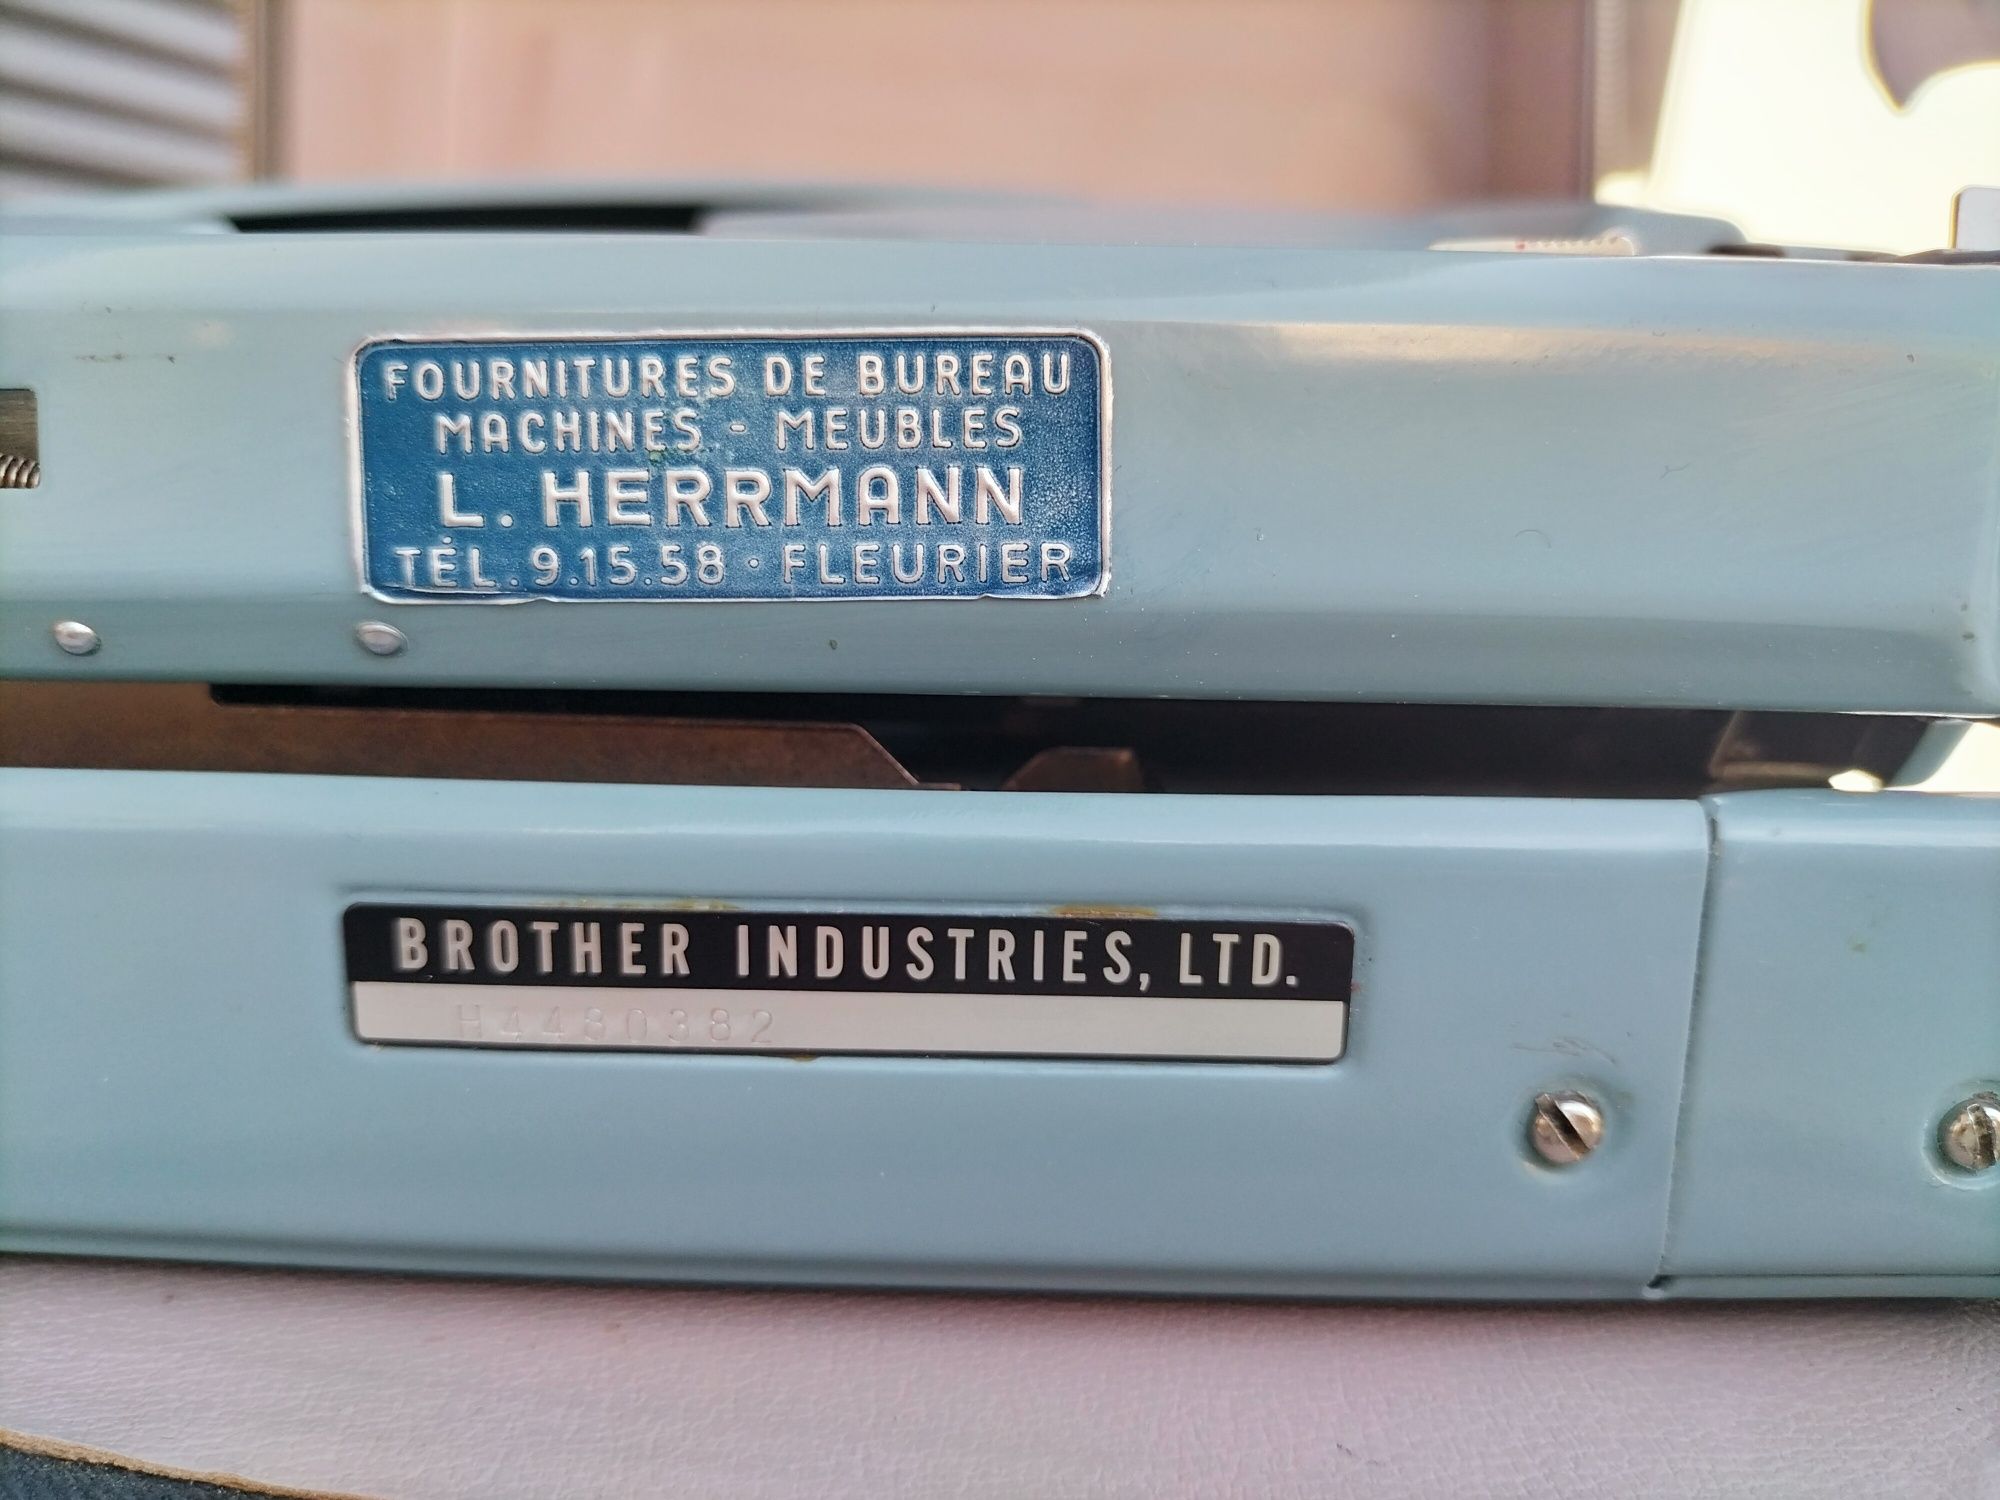 FOURNITURES DE BUREAU
MACHINES - MEUBLES
L. HERRMANN
TÉL. 9.15.58 · FLEURIER
BROTHER INDUSTRIES, LTD.
H4480382